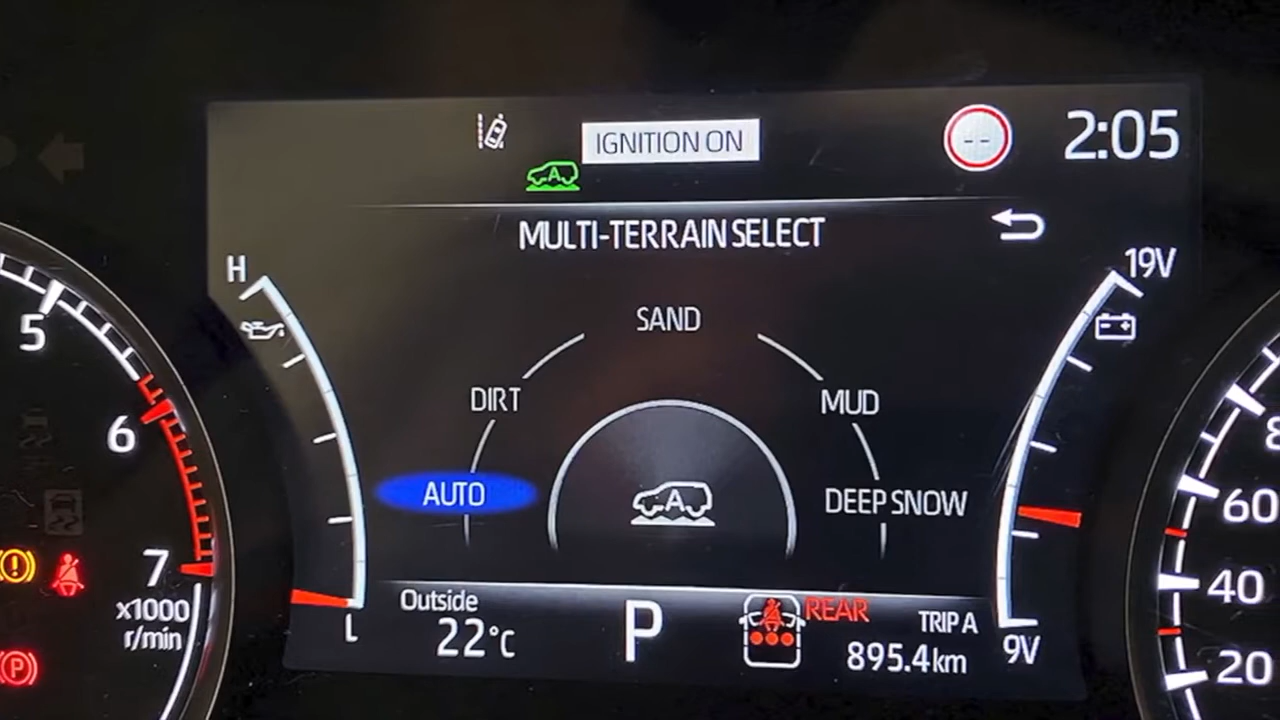 IGNITION ON
-- 2:05
A
MULTI-TERRAIN SELECT
H
19V
SAND
DIRT
MUD
AUTO
A
DEEP SNOW
5
6
7
x1000
r/min
P
L
Outside
22°C
P
REAR
TRIP A
895.4km
9V
60
40
20